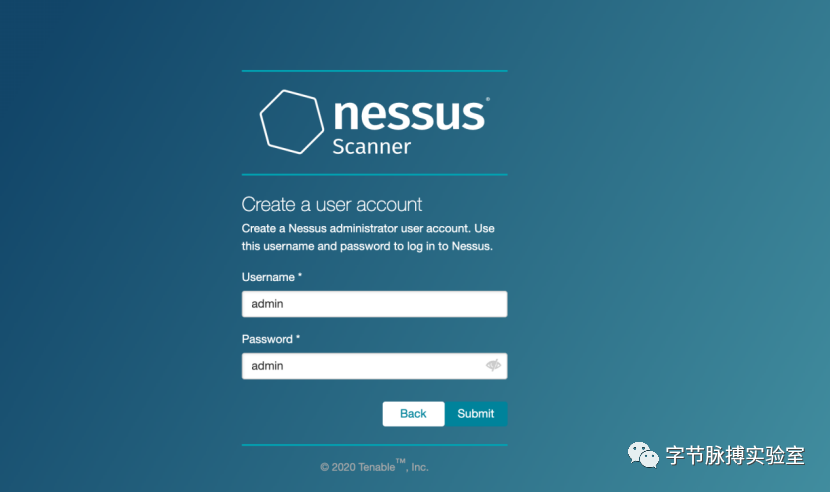 nessus®
Scanner
Create a user account
Create a Nessus administrator user account. Use
this username and password to log in to Nessus.
Username *
admin
Password *
admin
Back Submit
© 2020 Tenable™, Inc.
字节脉搏实验室